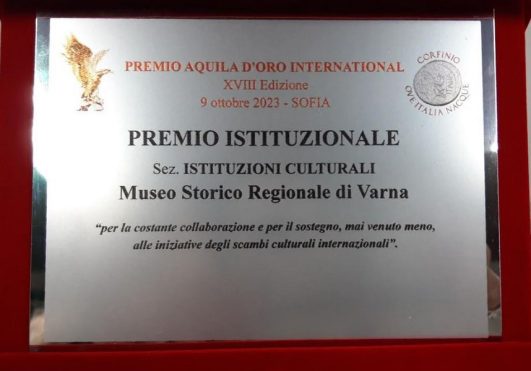 PREMIO AQUILA D'ORO INTERNATIONAL
XVIII Edizione
9 ottobre 2023 - SOFIA
CORFINIO
OVE ITALIA NACQUE
PREMIO ISTITUZIONALE
Sez. ISTITUZIONI CULTURALI
Museo Storico Regionale di Varna
“per la costante collaborazione e per il sostegno, mai venuto meno,
alle iniziative degli scambi culturali internazionali”.